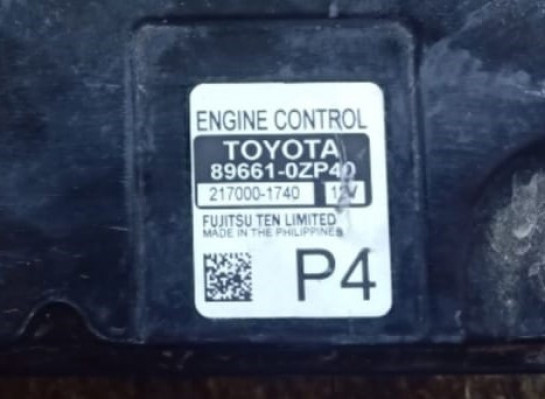 ENGINE CONTROL
TOYOTA
89661-0ZP40
217000-1740 12V
FUJITSU TEN LIMITED
MADE IN THE PHILIPPINES
P4